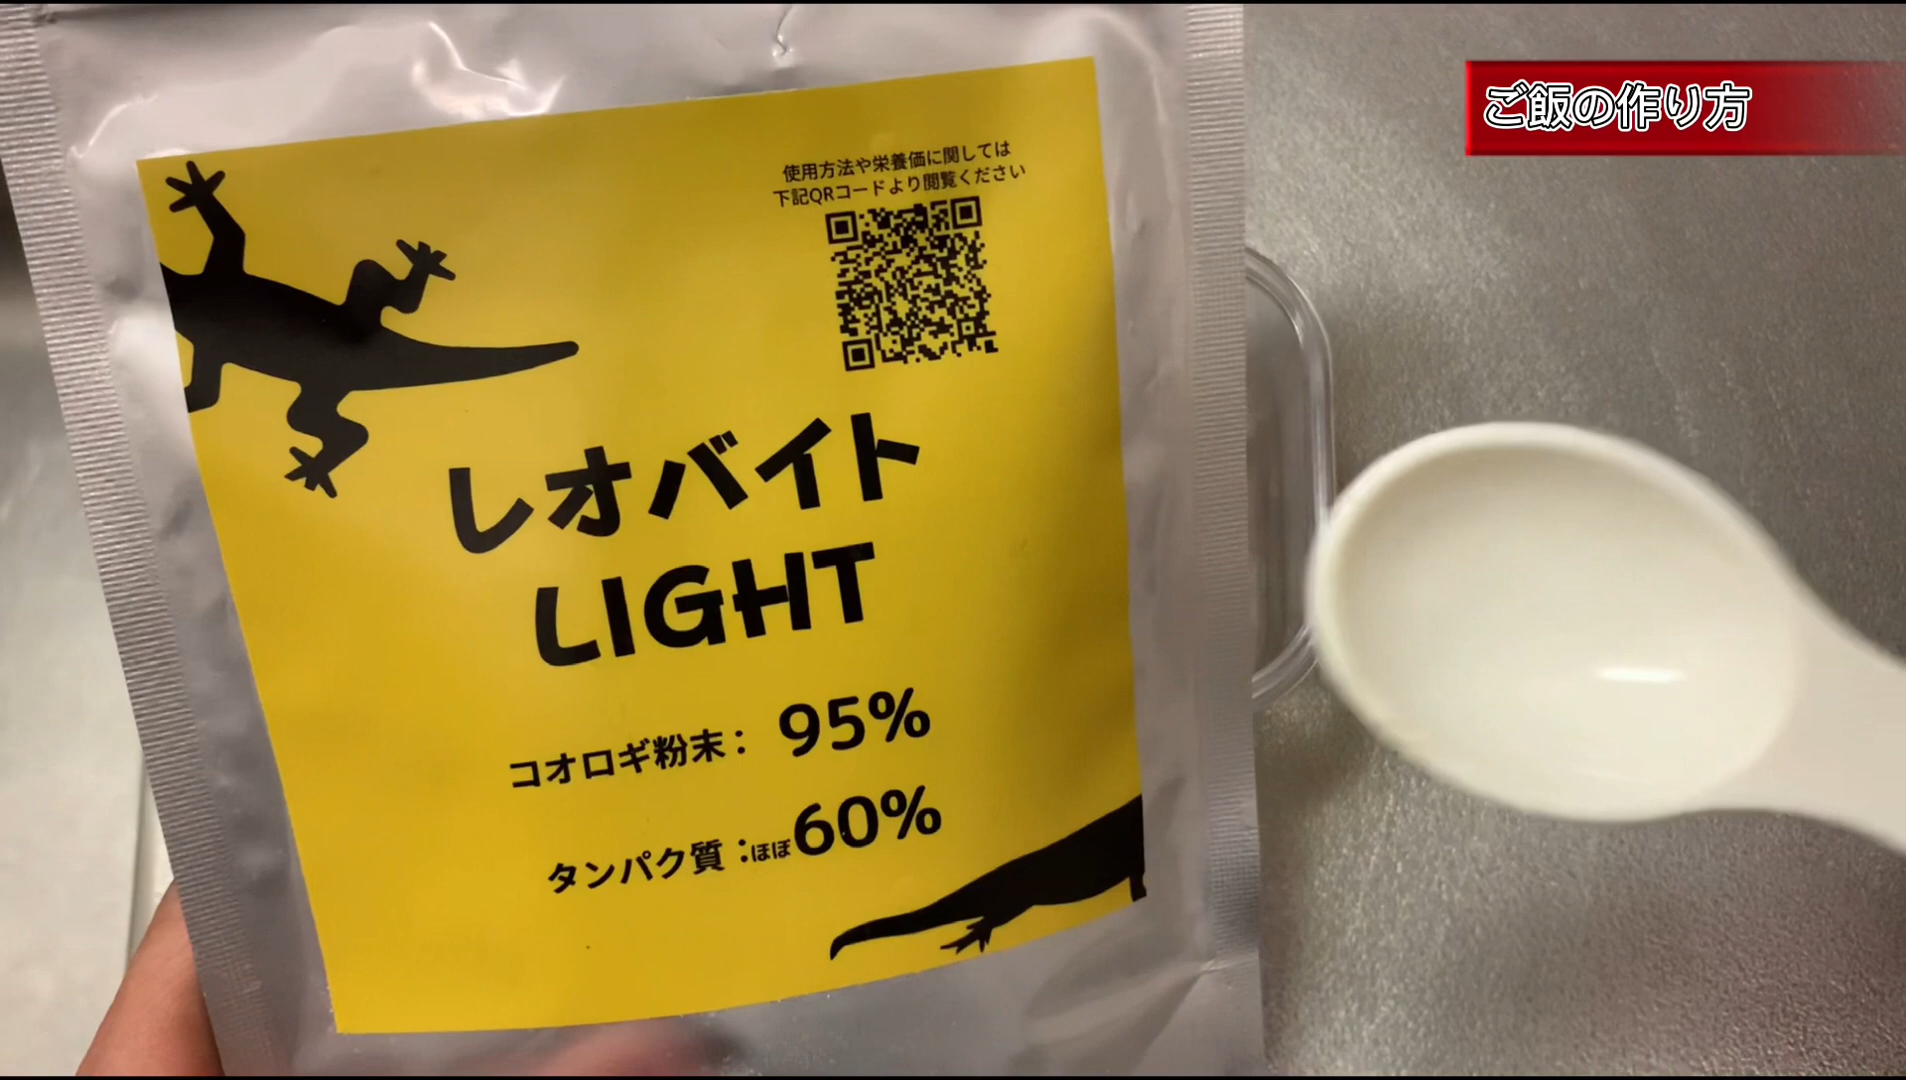 ご飯の作り方
使用方法や栄養価に関しては
下記QRコードより閲覧ください
レオバイト
LIGHT
コオロギ粉末： 95%
タンパク質：ほぼ60%